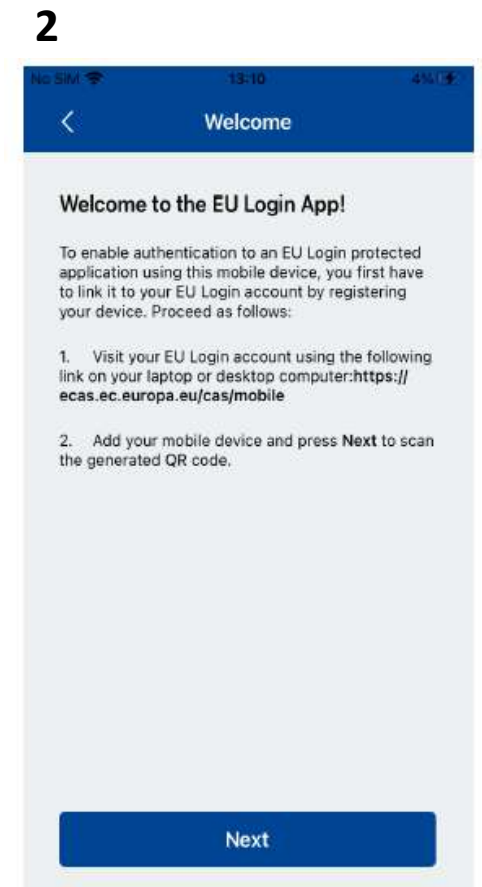 2
No SIM 13:10 4%
Welcome
Welcome to the EU Login App!
To enable authentication to an EU Login protected
application using this mobile device, you first have
to link it to your EU Login account by registering
your device. Proceed as follows:
1. Visit your EU Login account using the following
link on your laptop or desktop computer:https://
ecas.ec.europa.eu/cas/mobile
2. Add your mobile device and press Next to scan
the generated QR code.
Next